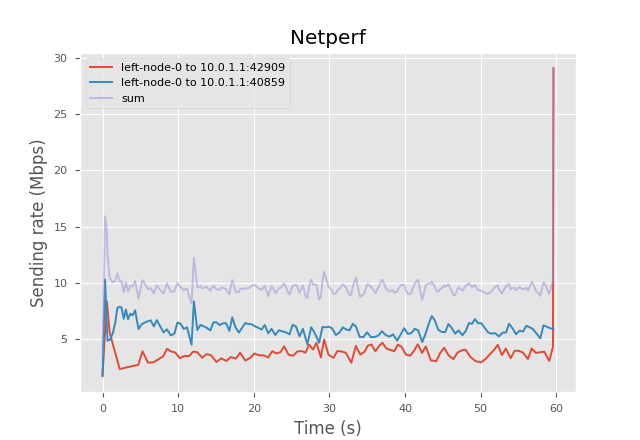 Netperf
left-node-0 to 10.0.1.1:42909
left-node-0 to 10.0.1.1:40859
sum
30
25
20
15
10
5
Sending rate (Mbps)
0 10 20 30 40 50 60
Time (s)